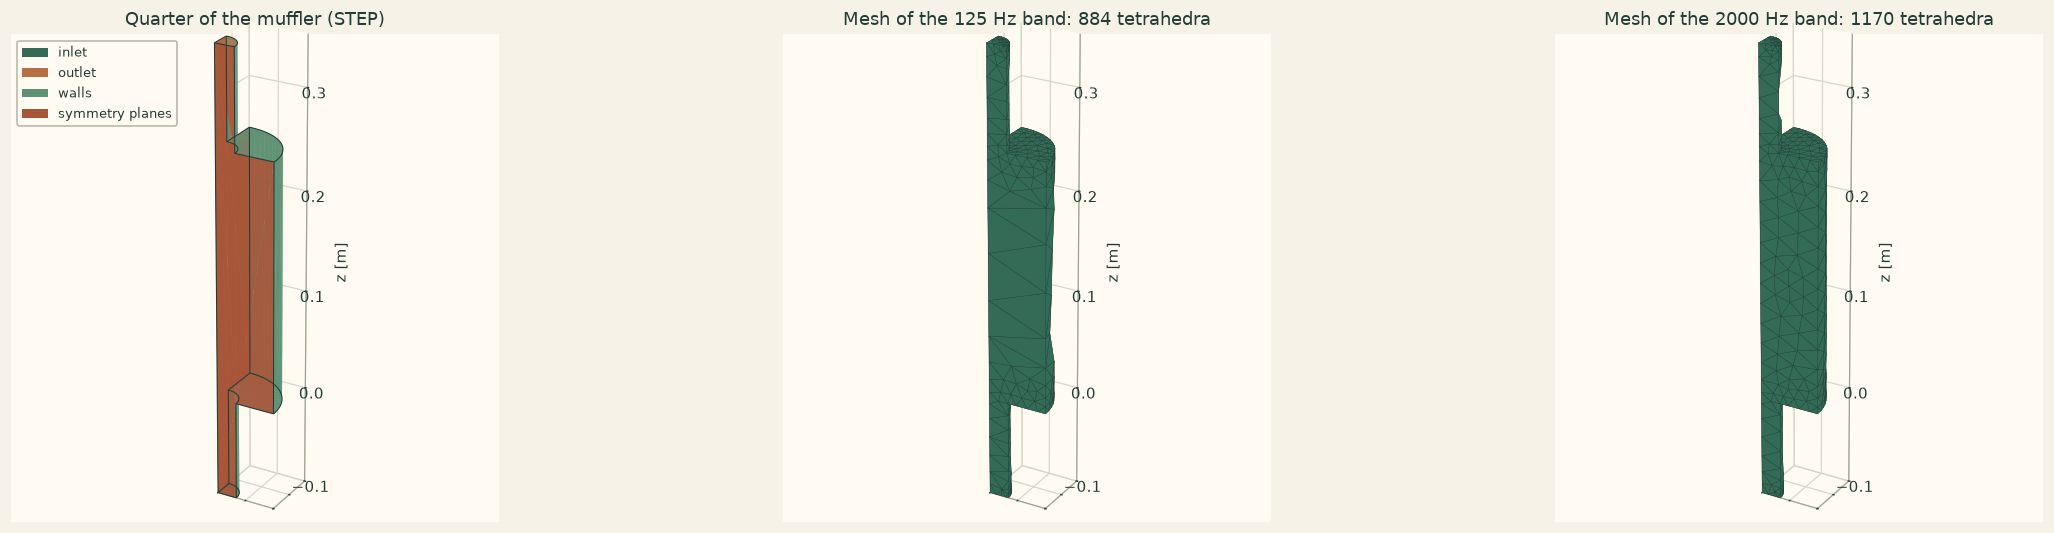 Quarter of the muffler (STEP)
inlet
outlet
walls
symmetry planes
0.3
0.2
0.1
0.0
−0.1
z [m]
Mesh of the 125 Hz band: 884 tetrahedra
0.3
0.2
0.1
0.0
−0.1
z [m]
Mesh of the 2000 Hz band: 1170 tetrahedra
0.3
0.2
0.1
0.0
−0.1
z [m]